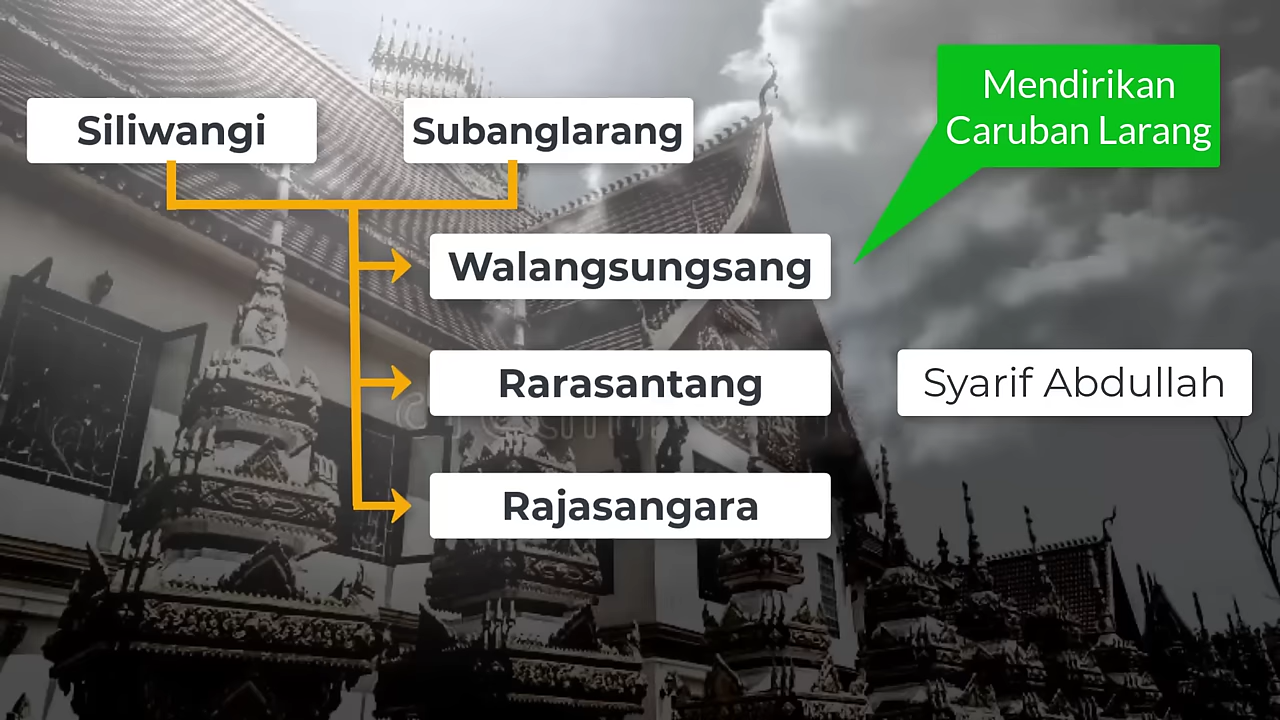 Siliwangi
Subanglarang
Mendirikan
Caruban Larang
Walangsungsang
Rarasantang
Syarif Abdullah
Rajasangara